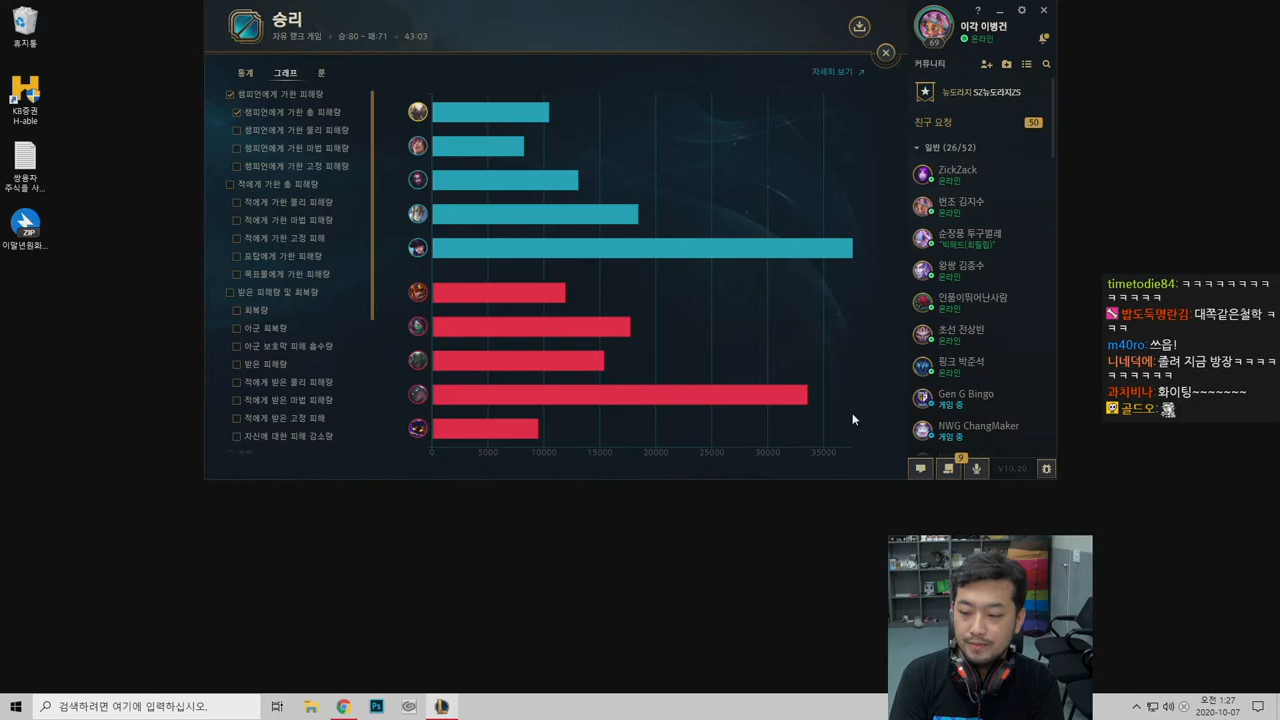 휴지통
KB증권
H-able
쌍용자
주식을 사...
이말년원화...
승리
자유 랭크 게임 • 승:80 – 패:71 • 43:03
통계
그래프
룬
자세히 보기
챔피언에게 가한 피해량
챔피언에게 가한 총 피해량
챔피언에게 가한 물리 피해량
챔피언에게 가한 마법 피해량
챔피언에게 가한 고정 피해량
적에게 가한 총 피해량
적에게 가한 물리 피해량
적에게 가한 마법 피해량
적에게 가한 고정 피해
포탑에게 가한 피해량
목표물에게 가한 피해량
받은 피해량 및 회복량
회복량
아군 회복량
아군 보호막 피해 흡수량
받은 피해량
적에게 받은 물리 피해량
적에게 받은 마법 피해량
적에게 받은 고정 피해
자신에 대한 피해 감소량
0 5000 10000 15000 20000 25000 30000 35000
이각 이병건
온라인
69
커뮤니티
뉴도라지 SZ뉴도라지ZS
친구 요청 50
일반 (26/52)
ZickZack
온라인
번조 김지수
온라인
순장풍 투구벌레
"빅헤드(최필립)"
왕쌍 김종수
온라인
인품이뛰어난사람
온라인
초선 전상빈
온라인
핑크 박준석
온라인
Gen G Bingo
게임 중
NWG ChangMaker
게임 중
9
V10.20
timetodie84: ㅋㅋㅋㅋㅋㅋㅋㅋ
ㅋㅋㅋㅋㅋ
밥도둑명란김: 대쪽같은철학 ㅋ
ㅋㅋ
m40ro: 쓰읍!
니네덕에: 졸려 지금 방장ㅋㅋㅋㅋ
ㅋㅋㅋㅋㅋㅋㅋ
과치비나: 화이팅~~~~~~~
골드오:
검색하려면 여기에 입력하십시오.
오전 1:27
2020-10-07